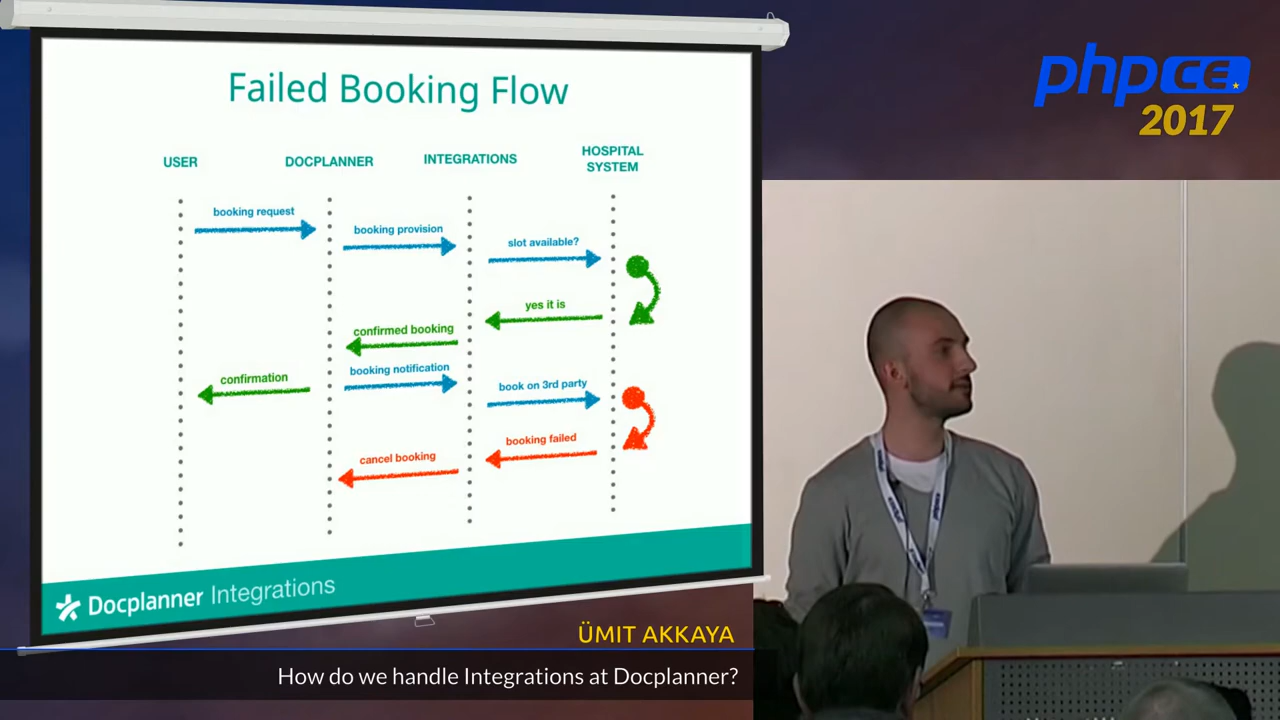 Failed Booking Flow
USER
DOCPLANNER
INTEGRATIONS
HOSPITAL
SYSTEM
booking request
booking provision
slot available?
yes it is
confirmed booking
confirmation
booking notification
book on 3rd party
booking failed
cancel booking
Docplanner Integrations
phpCE
2017
ÜMIT AKKAYA
How do we handle Integrations at Docplanner?